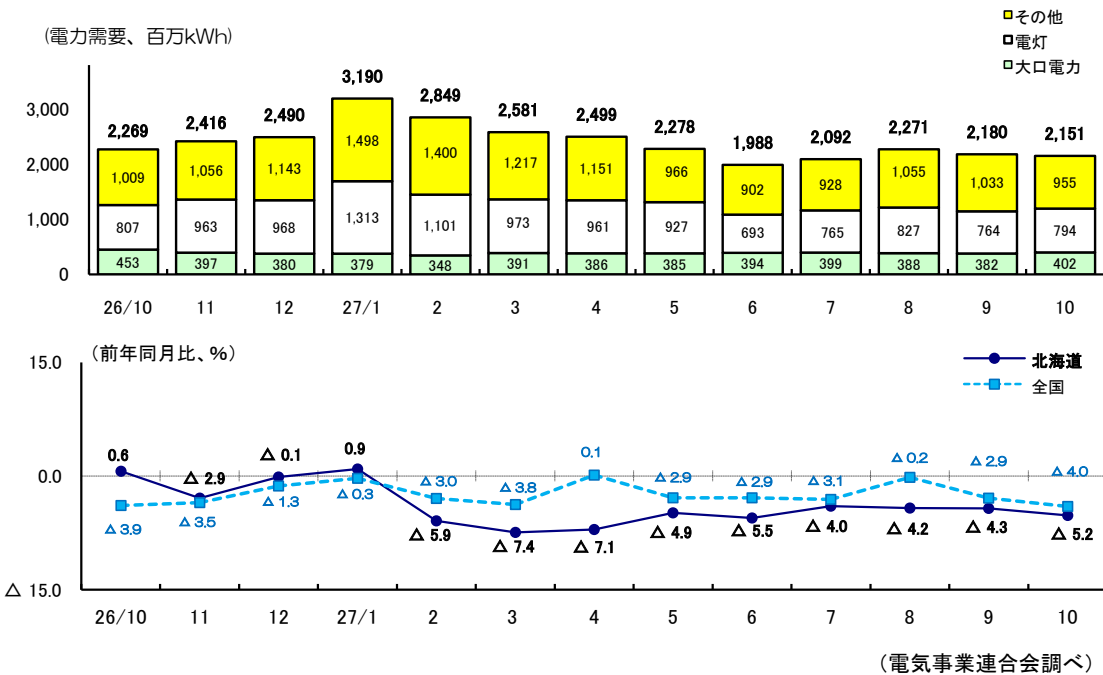 (電力需要、百万kWh)
その他
電灯
大口電力
3,000
2,000
1,000
0
2,269 2,416 2,490 3,190 2,849 2,581 2,499 2,278 1,988 2,092 2,271 2,180 2,151
1,009 1,056 1,143 1,498 1,400 1,217 1,151 966 902 928 1,055 1,033 955
807 963 968 1,313 1,101 973 961 927 693 765 827 764 794
453 397 380 379 348 391 386 385 394 399 388 382 402
26/10 11 12 27/1 2 3 4 5 6 7 8 9 10
(前年同月比、%)
北海道
全国
15.0
0.0
△ 15.0
0.6 △ 2.9 △ 0.1 0.9 △ 5.9 △ 7.4 △ 7.1 △ 4.9 △ 5.5 △ 4.0 △ 4.2 △ 4.3 △ 5.2
△ 3.9 △ 3.5 △ 1.3 △ 0.3 △ 3.0 △ 3.8 0.1 △ 2.9 △ 2.9 △ 3.1 △ 0.2 △ 2.9 △ 4.0
26/10 11 12 27/1 2 3 4 5 6 7 8 9 10
(電気事業連合会調べ)